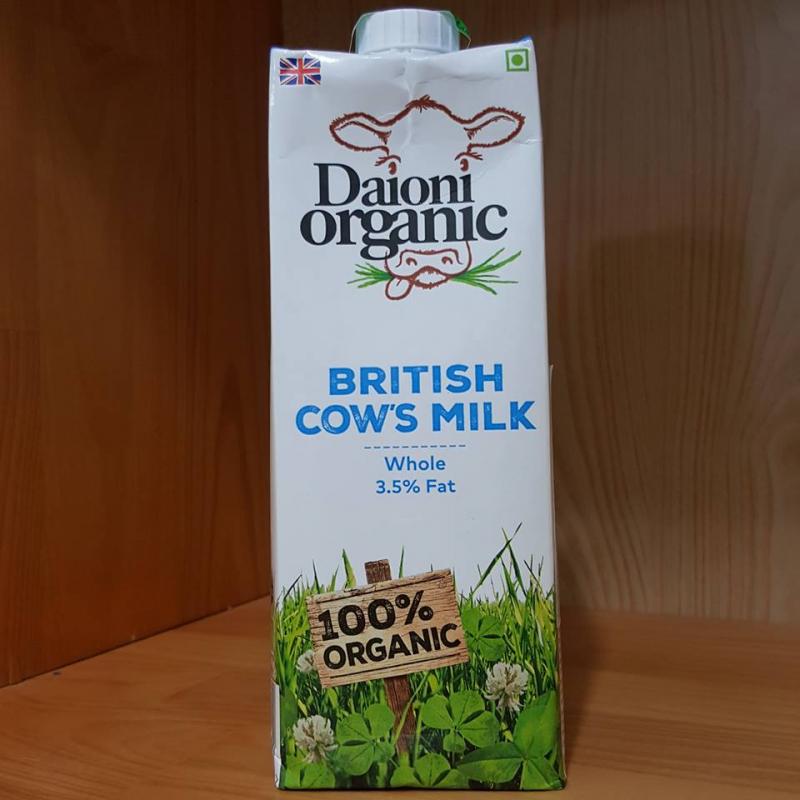 Daioni
organic
BRITISH
COW'S MILK
Whole
3.5% Fat
100%
ORGANIC